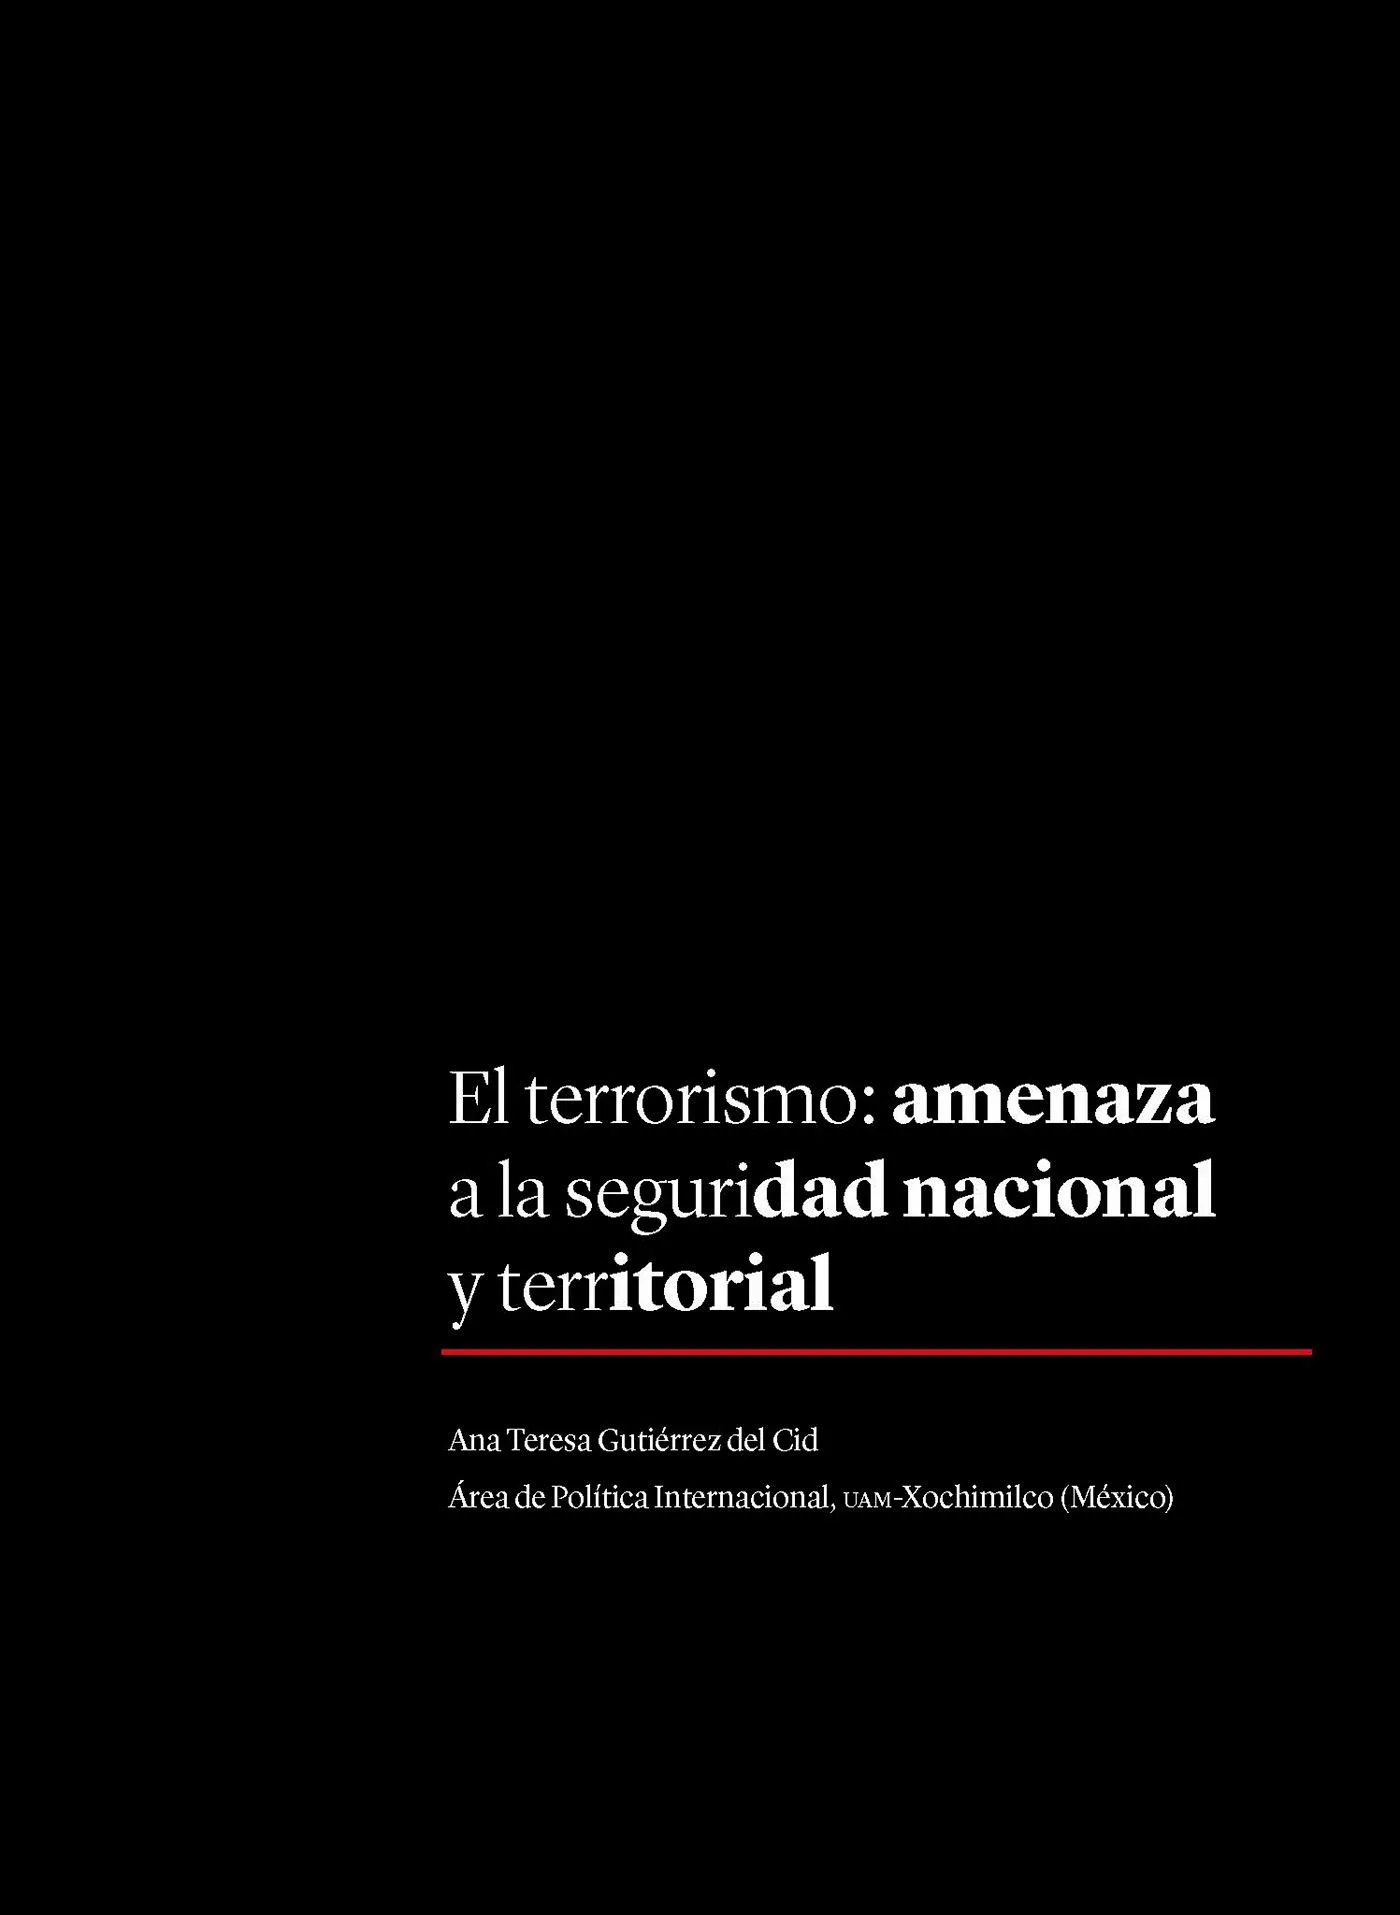 El terrorismo: amenaza
a la seguridad nacional
y territorial
Ana Teresa Gutiérrez del Cid
Área de Política Internacional, UAM-Xochimilco (México)